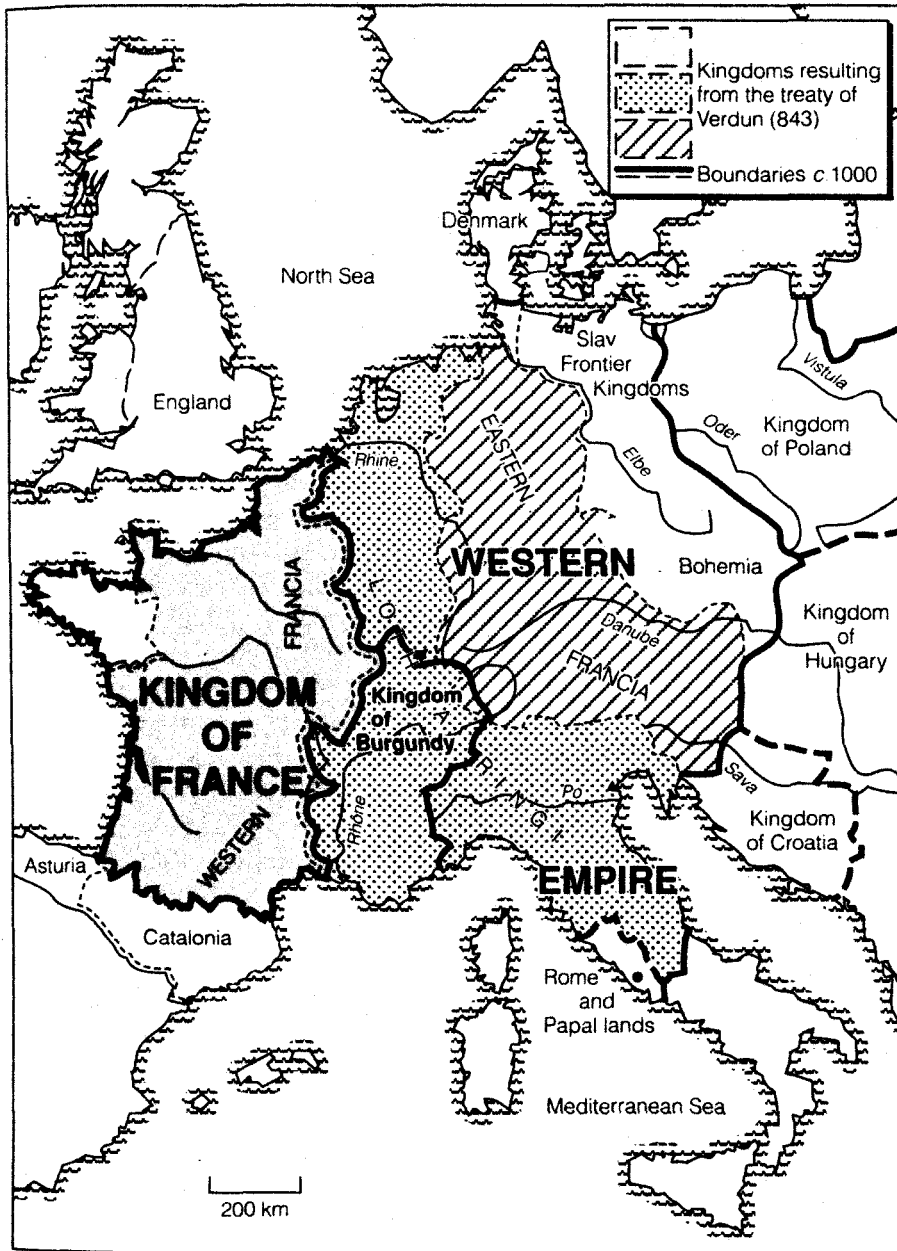 Kingdoms resulting
from the treaty of
Verdun (843)
Boundaries c 1000
Denmark
North Sea
Slav
Frontier
Kingdoms
England
Vistula
Kingdom
of Poland
Oder
EASTERN
Rhine
Elbe
WESTERN
Bohemia
FRANCIA
LOTHARINGI
Danube
Kingdom
of
Hungary
FRANCIA
KINGDOM
OF
FRANCE
Kingdom
of
Burgundy
Po
Sava
Rhône
Kingdom
of Croatia
WESTERN
Asturia
EMPIRE
Catalonia
Rome
and
Papal lands
Mediterranean Sea
200 km